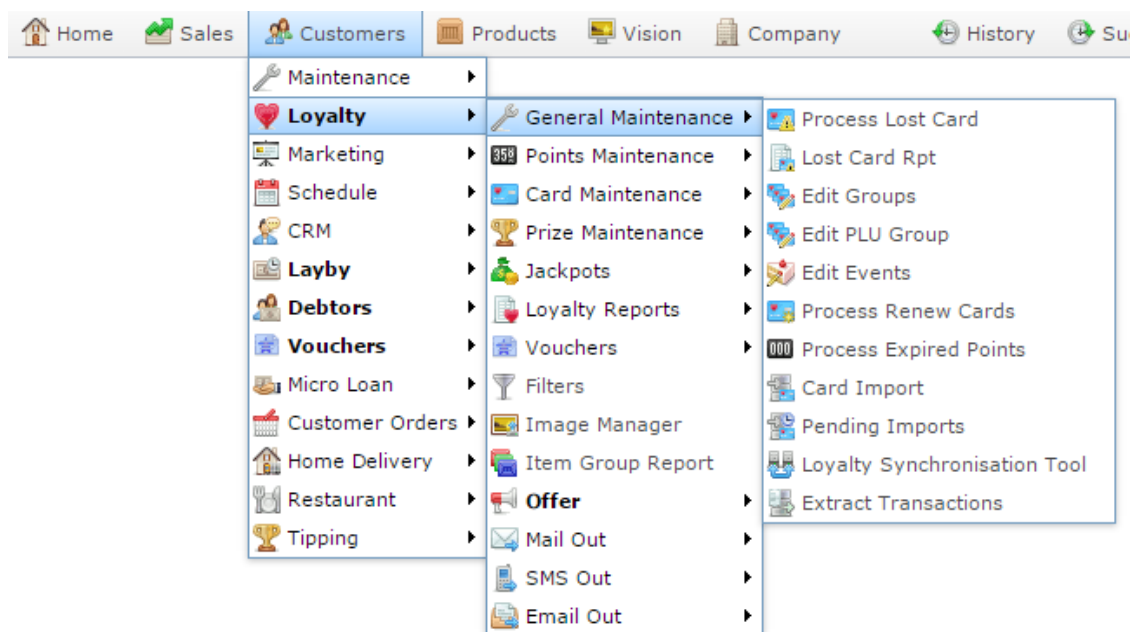 Home Sales Customers Products Vision Company History Su
Maintenance
Loyalty
Marketing
Schedule
CRM
Layby
Debtors
Vouchers
Micro Loan
Customer Orders
Home Delivery
Restaurant
Tipping
General Maintenance
358 Points Maintenance
Card Maintenance
Prize Maintenance
Jackpots
Loyalty Reports
Vouchers
Filters
Image Manager
Item Group Report
Offer
Mail Out
SMS Out
Email Out
Process Lost Card
Lost Card Rpt
Edit Groups
Edit PLU Group
Edit Events
Process Renew Cards
000 Process Expired Points
Card Import
Pending Imports
Loyalty Synchronisation Tool
Extract Transactions